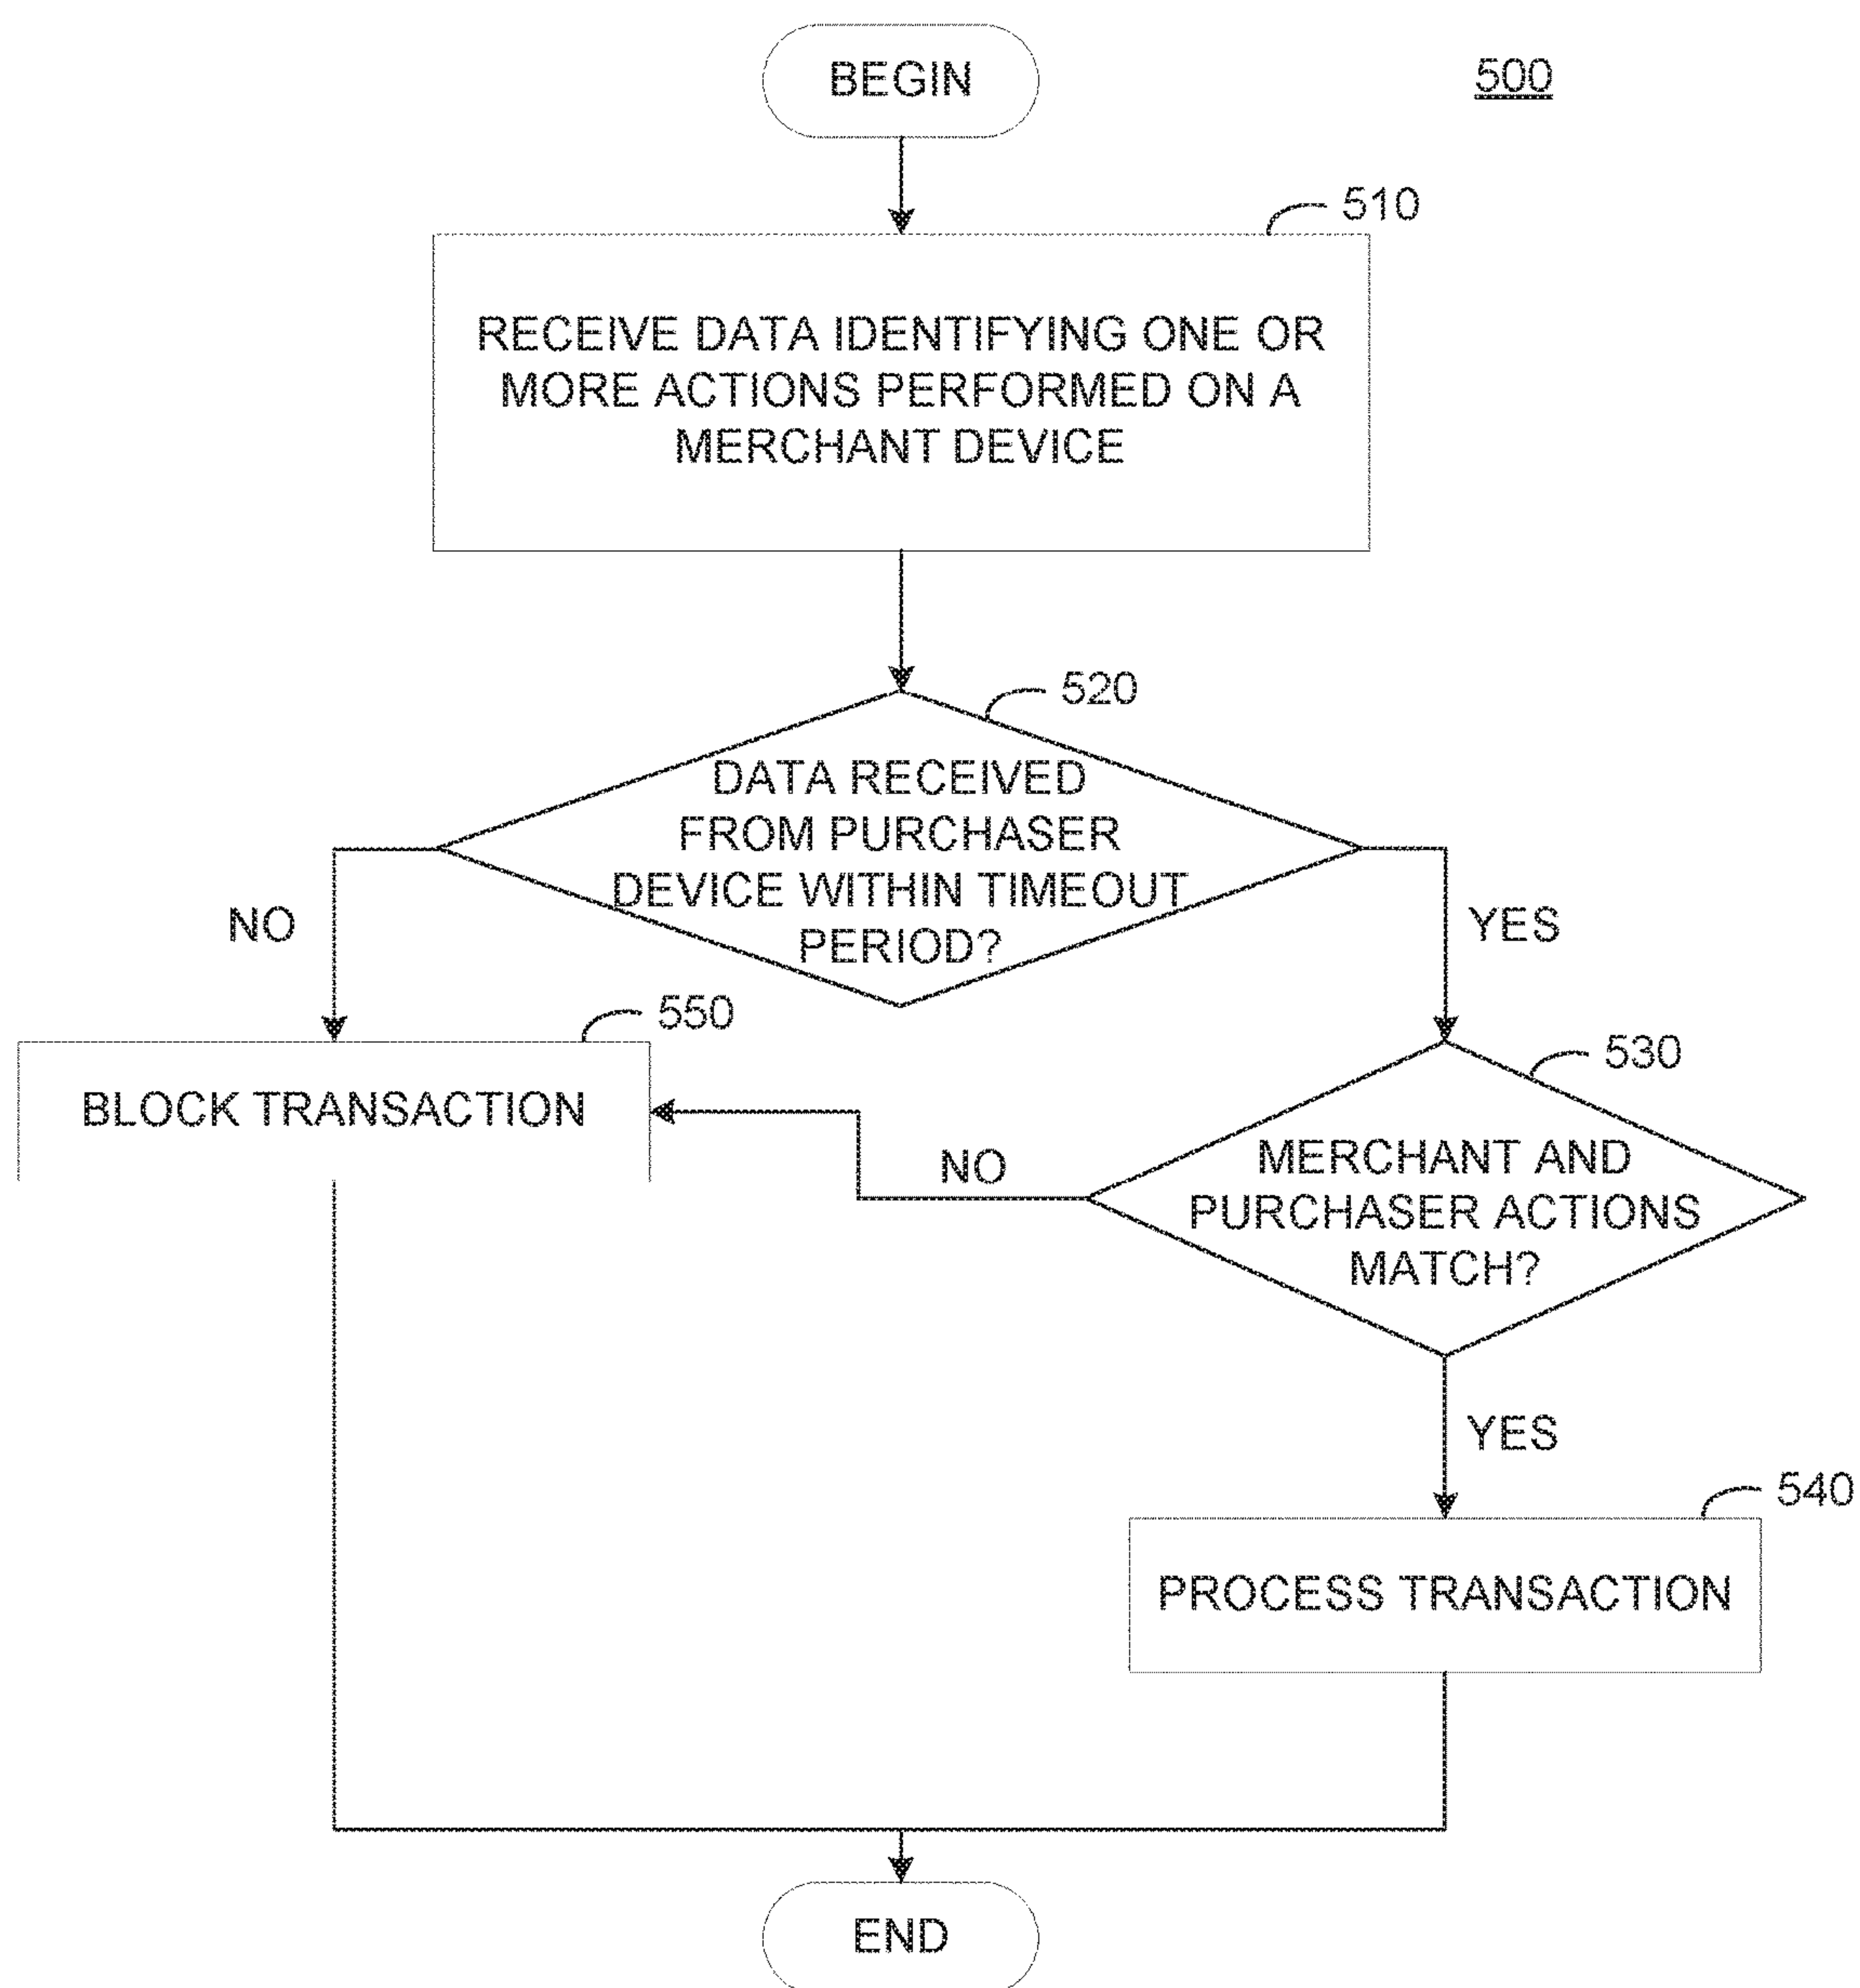 BEGIN
500
510
RECEIVE DATA IDENTIFYING ONE OR
MORE ACTIONS PERFORMED ON A
MERCHANT DEVICE
520
DATA RECEIVED
FROM PURCHASER
DEVICE WITHIN TIMEOUT
PERIOD?
NO
YES
550
BLOCK TRANSACTION
530
MERCHANT AND
PURCHASER ACTIONS
MATCH?
NO
YES
540
PROCESS TRANSACTION
END